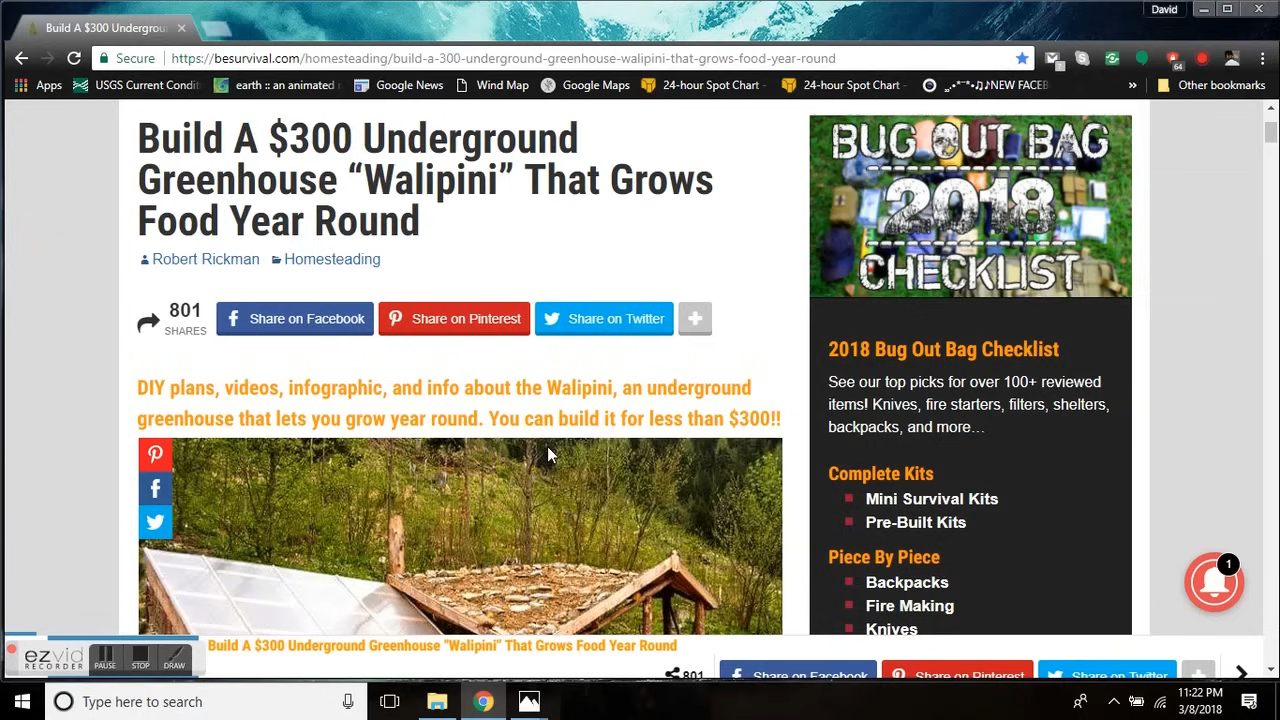 David
Build A $300 Undergroun
Secure
https://besurvival.com/homesteading/build-a-300-underground-greenhouse-walipini-that-grows-food-year-round
Apps
USGS Current Condit
earth :: an animated
Google News
Wind Map
Google Maps
24-hour Spot Chart -
24-hour Spot Chart -
NEW FACEB
»
Other bookmarks
64
Build A $300 Underground
Greenhouse “Walipini” That Grows
Food Year Round
Robert Rickman
Homesteading
801
SHARES
Share on Facebook
Share on Pinterest
Share on Twitter
DIY plans, videos, infographic, and info about the Walipini, an underground
greenhouse that lets you grow year round. You can build it for less than $300!!
BUG OUT BAG
2018
CHECKLIST
2018 Bug Out Bag Checklist
See our top picks for over 100+ reviewed
items! Knives, fire starters, filters, shelters,
backpacks, and more…
Complete Kits
Mini Survival Kits
Pre-Built Kits
Piece By Piece
Backpacks
Fire Making
Knives
1
ezvid
RECORDER
PAUSE
STOP
DRAW
Build A $300 Underground Greenhouse “Walipini” That Grows Food Year Round
801
Share on Facebook
Share on Pinterest
Share on Twitter
Type here to search
11:22 PM
3/8/2018